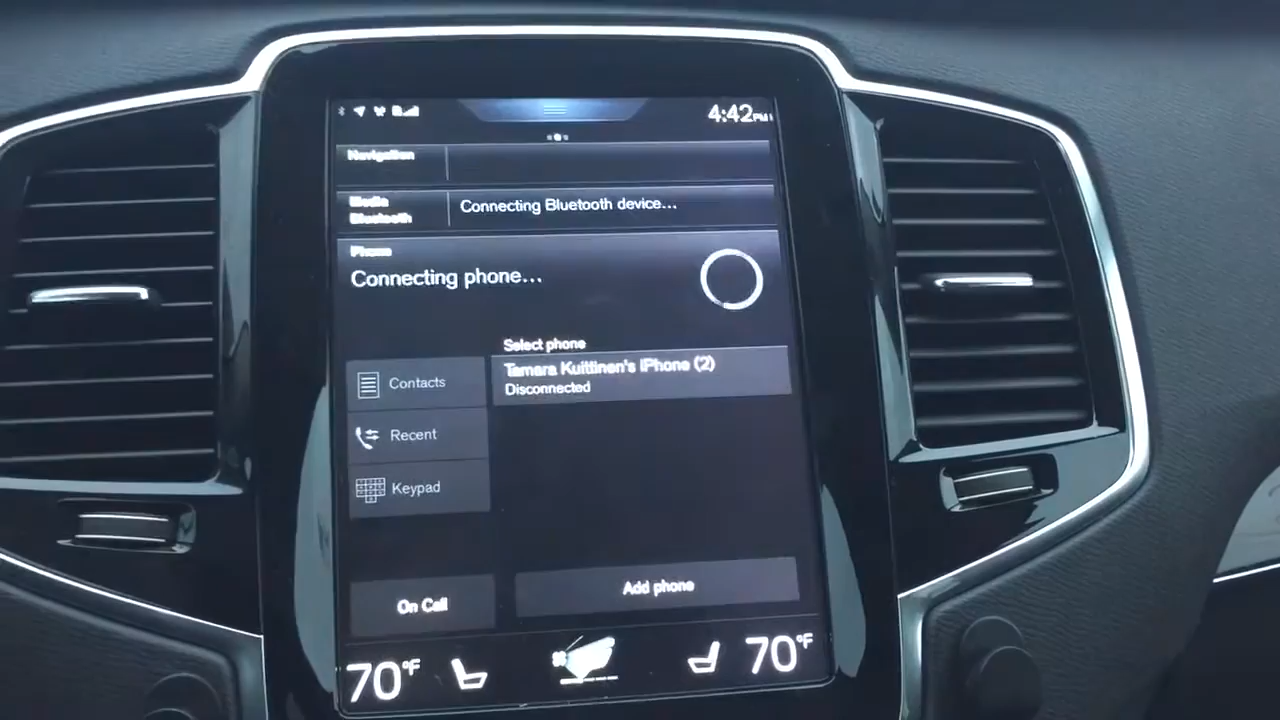 4:42PM
Navigation
Media
Bluetooth
Connecting Bluetooth device...
Phone
Connecting phone...
Select phone
Tamara Kuittinen's iPhone (2)
Disconnected
Contacts
Recent
Keypad
Add phone
On Call
70°F
70°F